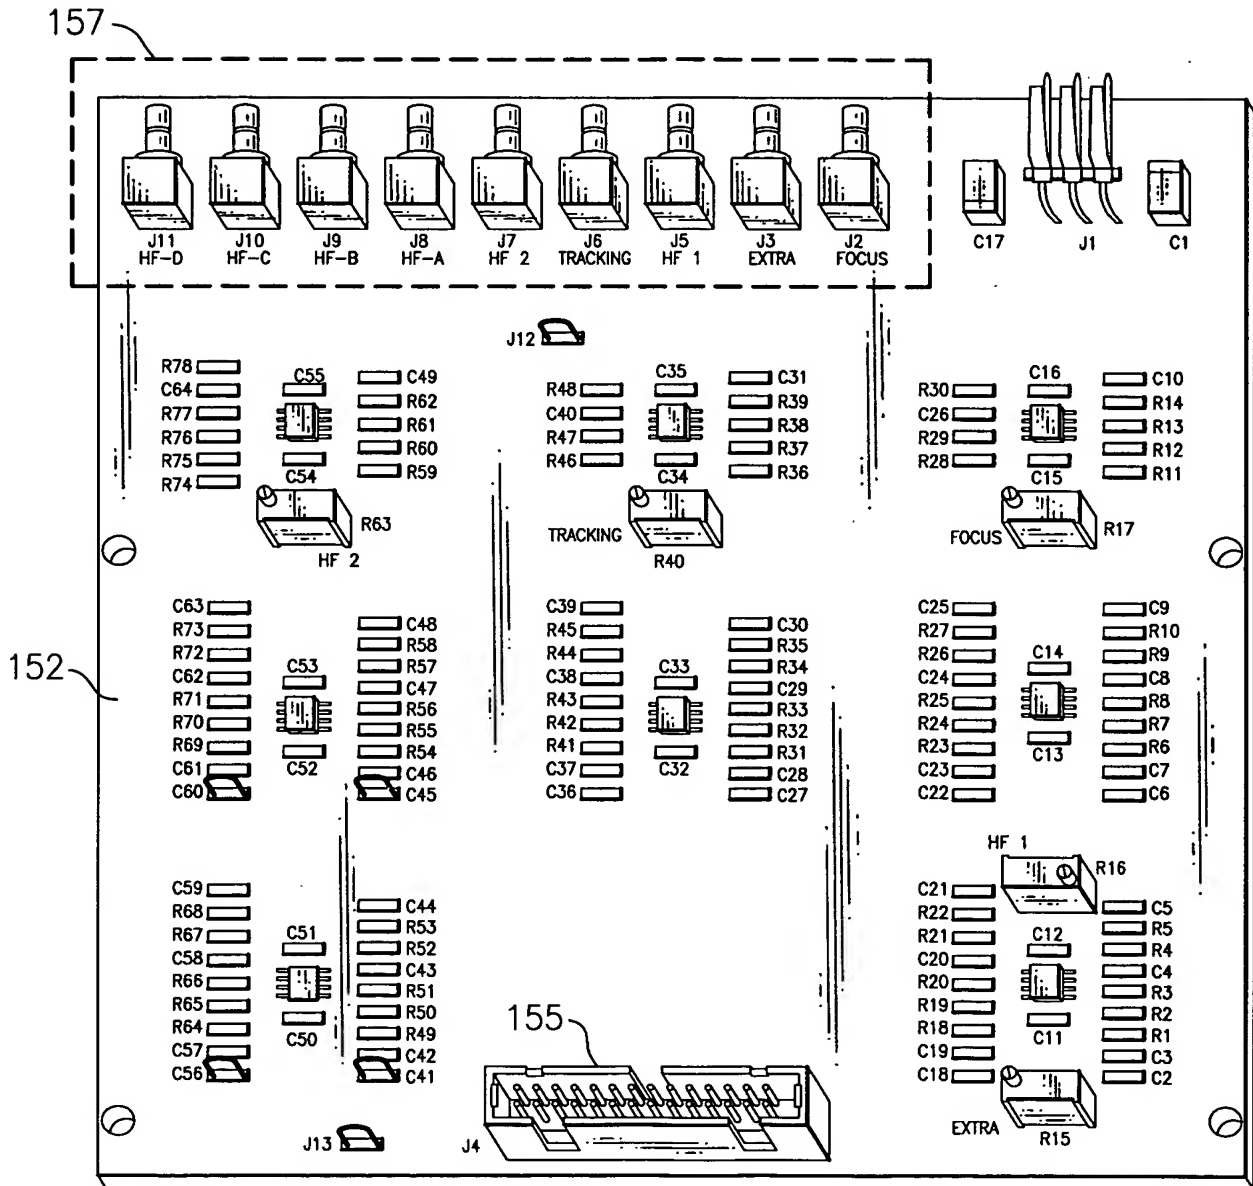 157
J11 J10 J9 J8 J7 J6 J5 J3 J2
HF-D HF-C HF-B HF-A HF 2 TRACKING HF 1 EXTRA FOCUS
C17 J1 C1
J12
R78
C64
R77
R76
R75
R74
C55
C54
C49
R62
R61
R60
R59
R63
HF 2
R48
C40
R47
R46
C35
C34
C31
R39
R38
R37
R36
TRACKING
R40
R30
C26
R29
R28
C16
C15
C10
R14
R13
R12
R11
FOCUS
R17
152
C63
R73
R72
C62
R71
R70
R69
C61
C60
C53
C52
C48
R58
R57
C47
R56
R55
R54
C46
C45
C39
R45
R44
C38
R43
R42
R41
C37
C36
C33
C32
C30
R35
R34
C29
R33
R32
R31
C28
C27
C25
R27
R26
C24
R25
R24
R23
C23
C22
C14
C13
C9
R10
R9
C8
R8
R7
R6
C7
C6
C59
R68
R67
C58
R66
R65
R64
C57
C56
C51
C50
C44
R53
R52
C43
R51
R50
R49
C42
C41
HF 1
R16
C21
R22
R21
C20
R20
R19
R18
C19
C18
C12
C11
C5
R5
R4
C4
R3
R2
R1
C3
C2
155
J13
J4
EXTRA
R15